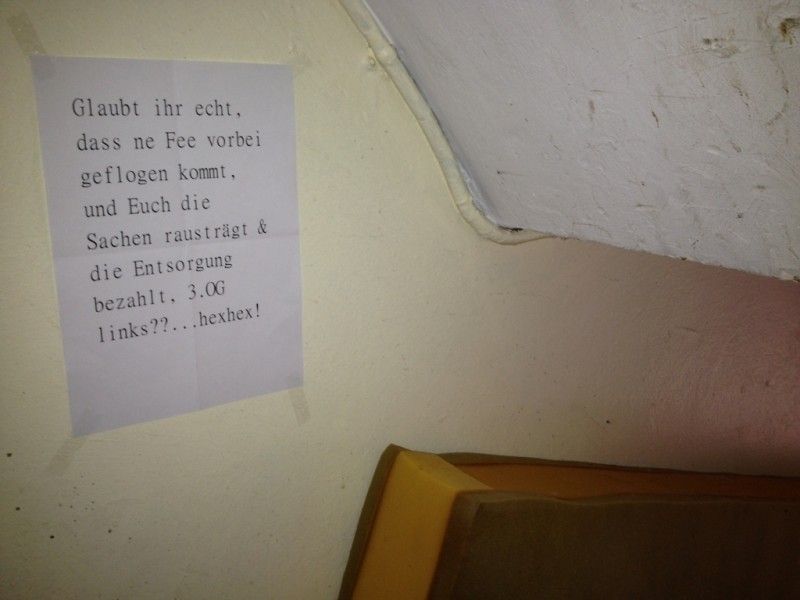 Glaubt ihr echt,
dass ne Fee vorbei
geflogen kommt,
und Euch die
Sachen rausträgt &
die Entsorgung
bezahlt, 3.OG
links??...hexhex!